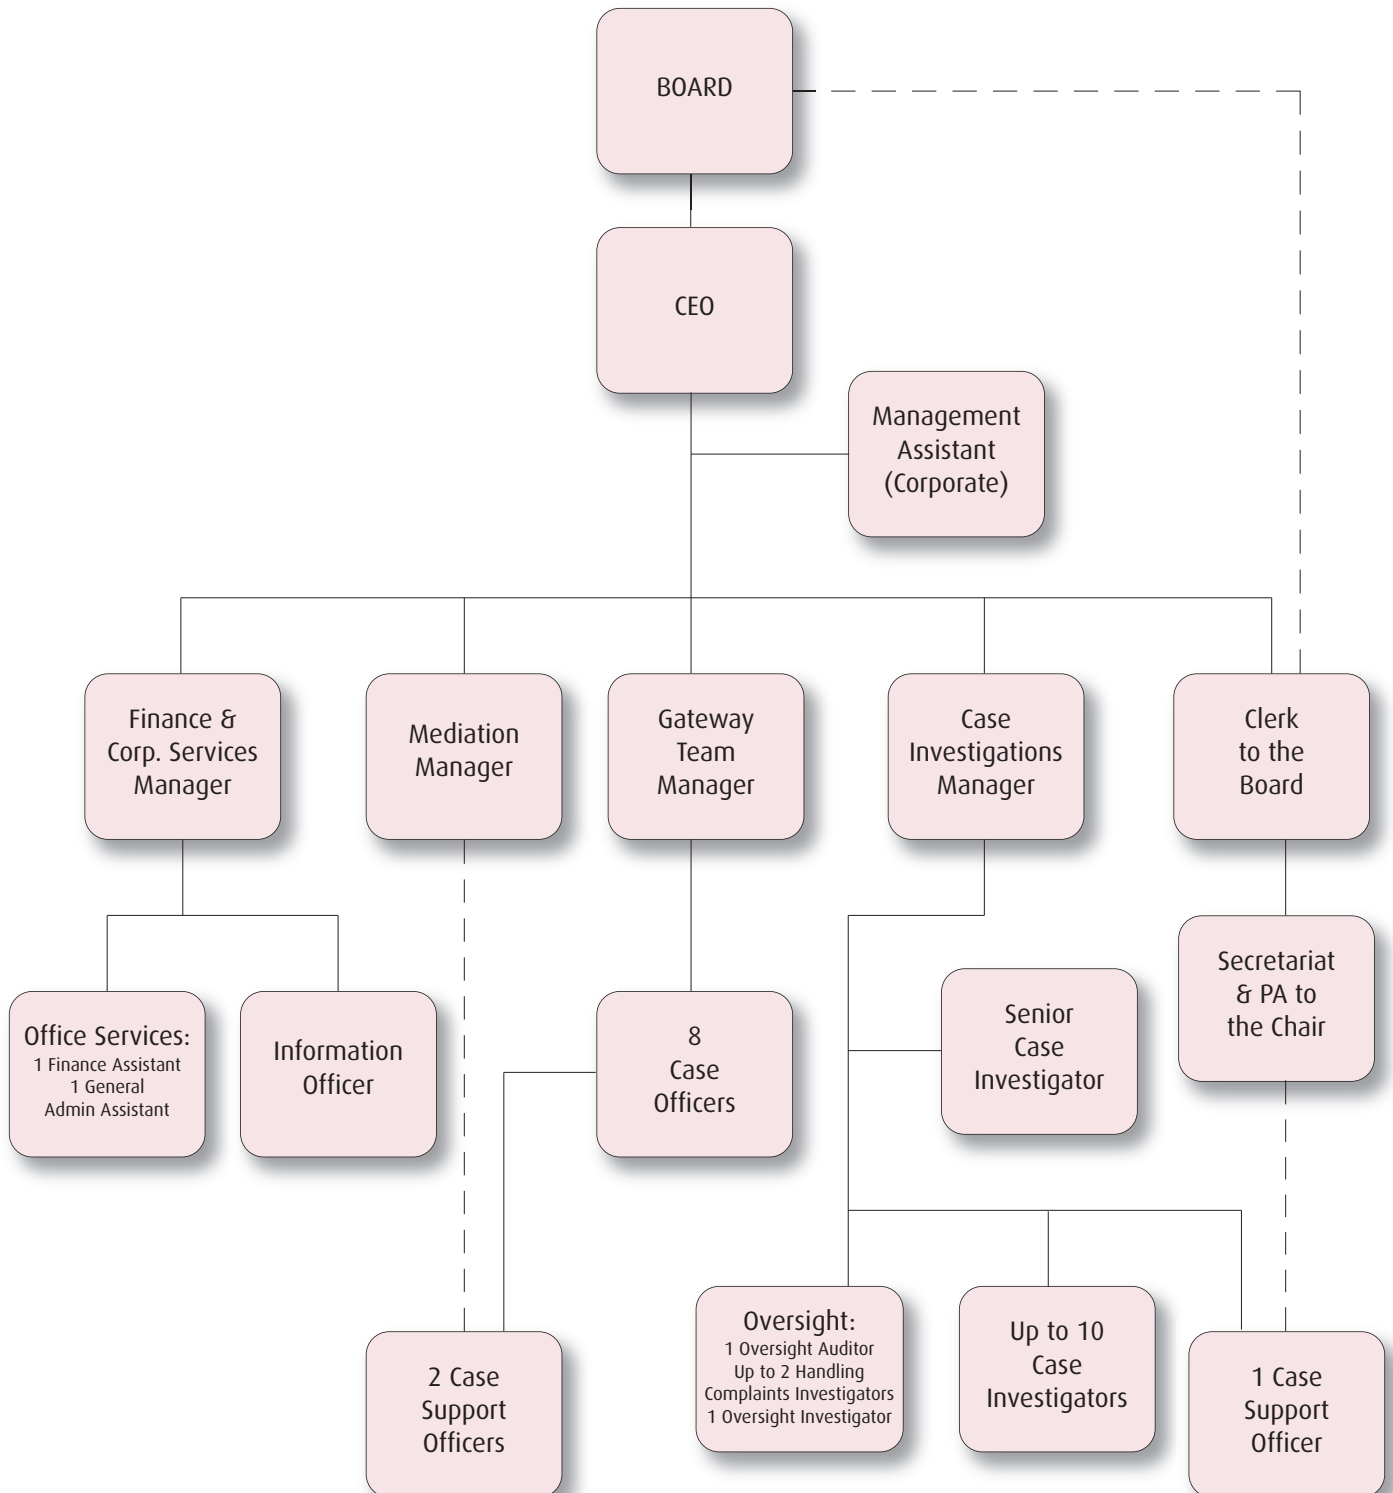 BOARD
CEO
Management
Assistant
(Corporate)
Finance &
Corp. Services
Manager
Mediation
Manager
Gateway
Team
Manager
Case
Investigations
Manager
Clerk
to the
Board
Office Services:
1 Finance Assistant
1 General
Admin Assistant
Information
Officer
8
Case
Officers
Senior
Case
Investigator
Secretariat
& PA to
the Chair
2 Case
Support
Officers
Oversight:
1 Oversight Auditor
Up to 2 Handling
Complaints Investigators
1 Oversight Investigator
Up to 10
Case
Investigators
1 Case
Support
Officer